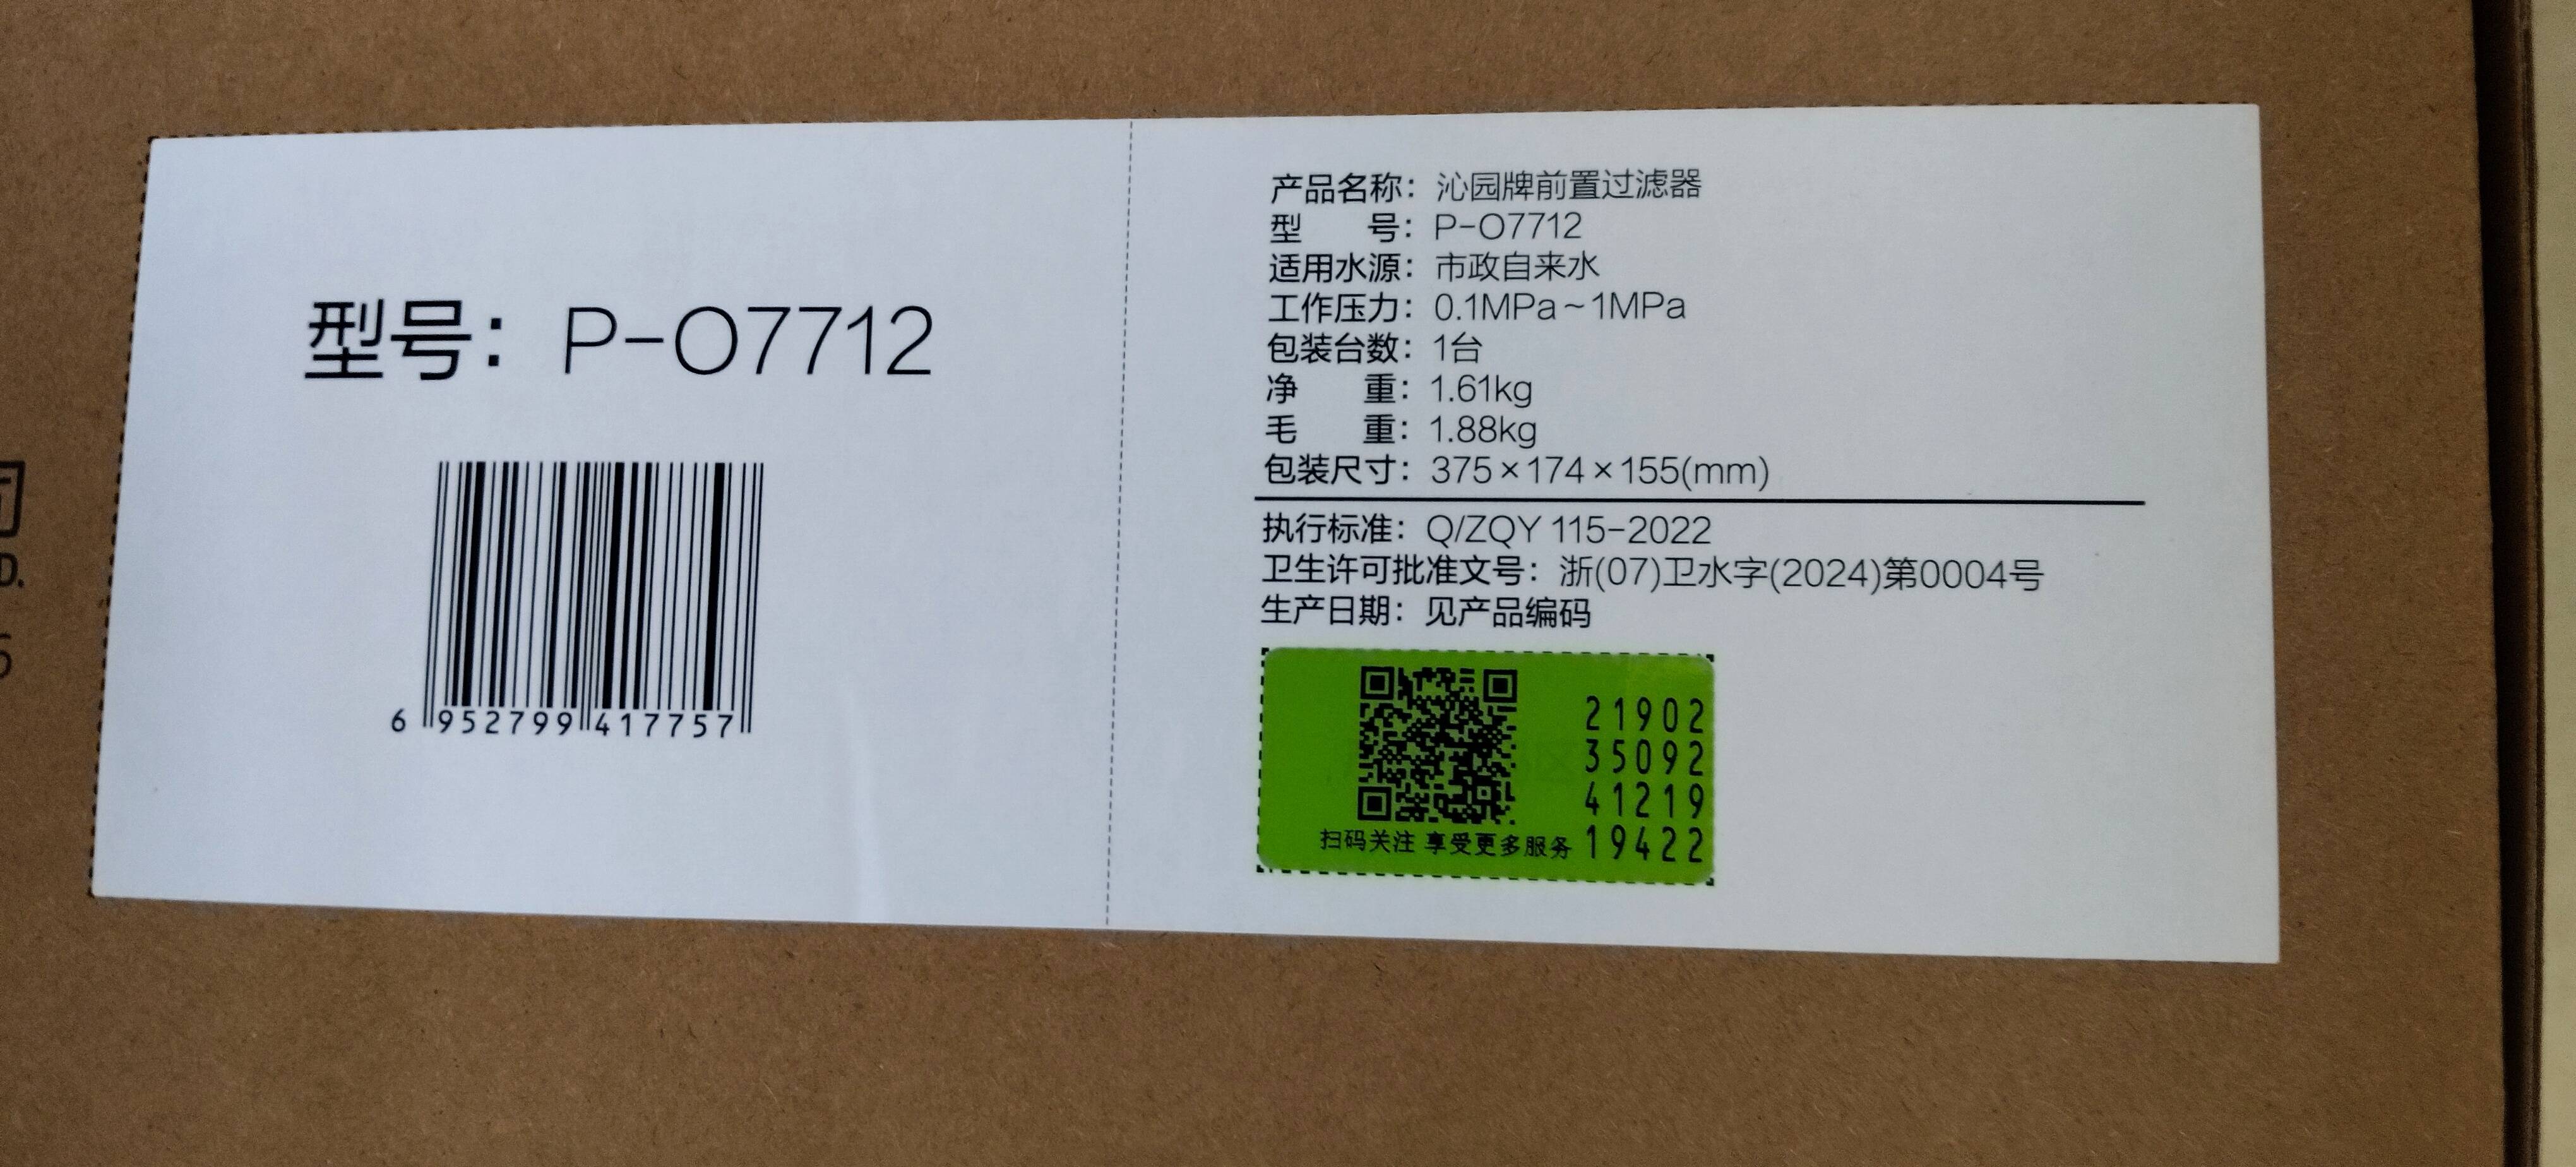 型号：P-O7712
6 952799 417757
产品名称：沁园牌前置过滤器
型 号：P-O7712
适用水源：市政自来水
工作压力：0.1MPa~1MPa
包装台数：1台
净 重：1.61kg
毛 重：1.88kg
包装尺寸：375×174×155(mm)
执行标准：Q/ZQY 115-2022
卫生许可批准文号：浙(07)卫水字(2024)第0004号
生产日期：见产品编码
21902
35092
41219
19422
扫码关注 享受更多服务